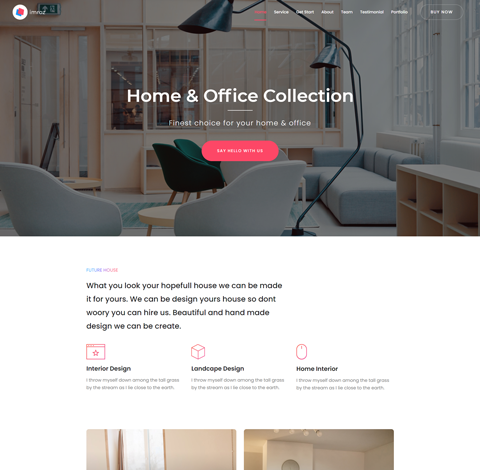 imroz
Home Service Get Start About Team Testimonial Portfolio BUY NOW
Home & Office Collection
Finest choice for your home & office
SAY HELLO WITH US
FUTURE HOUSE
What you look your hopefull house we can be made
it for yours. We can be design yours house so dont
woory you can hire us. Beautiful and hand made
design we can be create.
Interior Design
I throw myself down among the tall grass
by the stream as I lie close to the earth.
Landcape Design
I throw myself down among the tall grass
by the stream as I lie close to the earth.
Home Interior
I throw myself down among the tall grass
by the stream as I lie close to the earth.